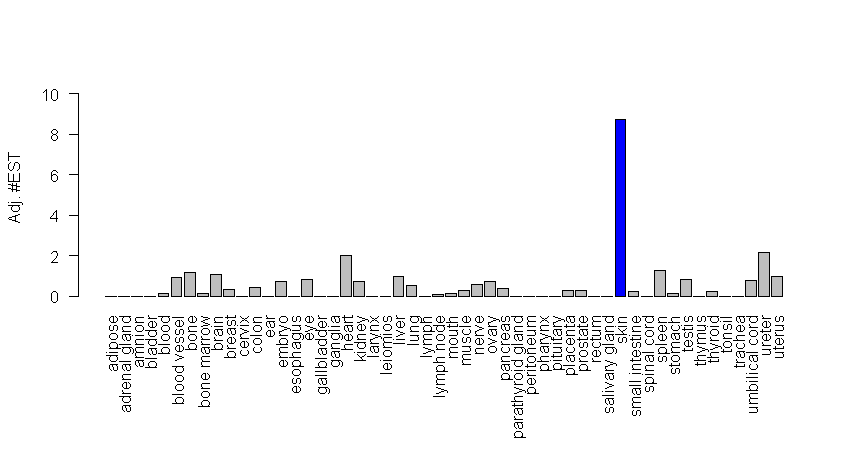 10
8
6
4
2
0
Adj. #EST
adipose
adrenal gland
amnion
bladder
blood
blood vessel
bone
bone marrow
brain
breast
cervix
colon
ear
embryo
esophagus
eye
gallbladder
ganglia
heart
kidney
larynx
leiomios
liver
lung
lymph
lymph node
mouth
muscle
nerve
ovary
pancreas
parathyroid gland
peritoneum
pharynx
pituitary
placenta
prostate
rectum
salivary gland
skin
small intestine
spinal cord
spleen
stomach
testis
thymus
thyroid
tonsil
trachea
umbilical cord
ureter
uterus